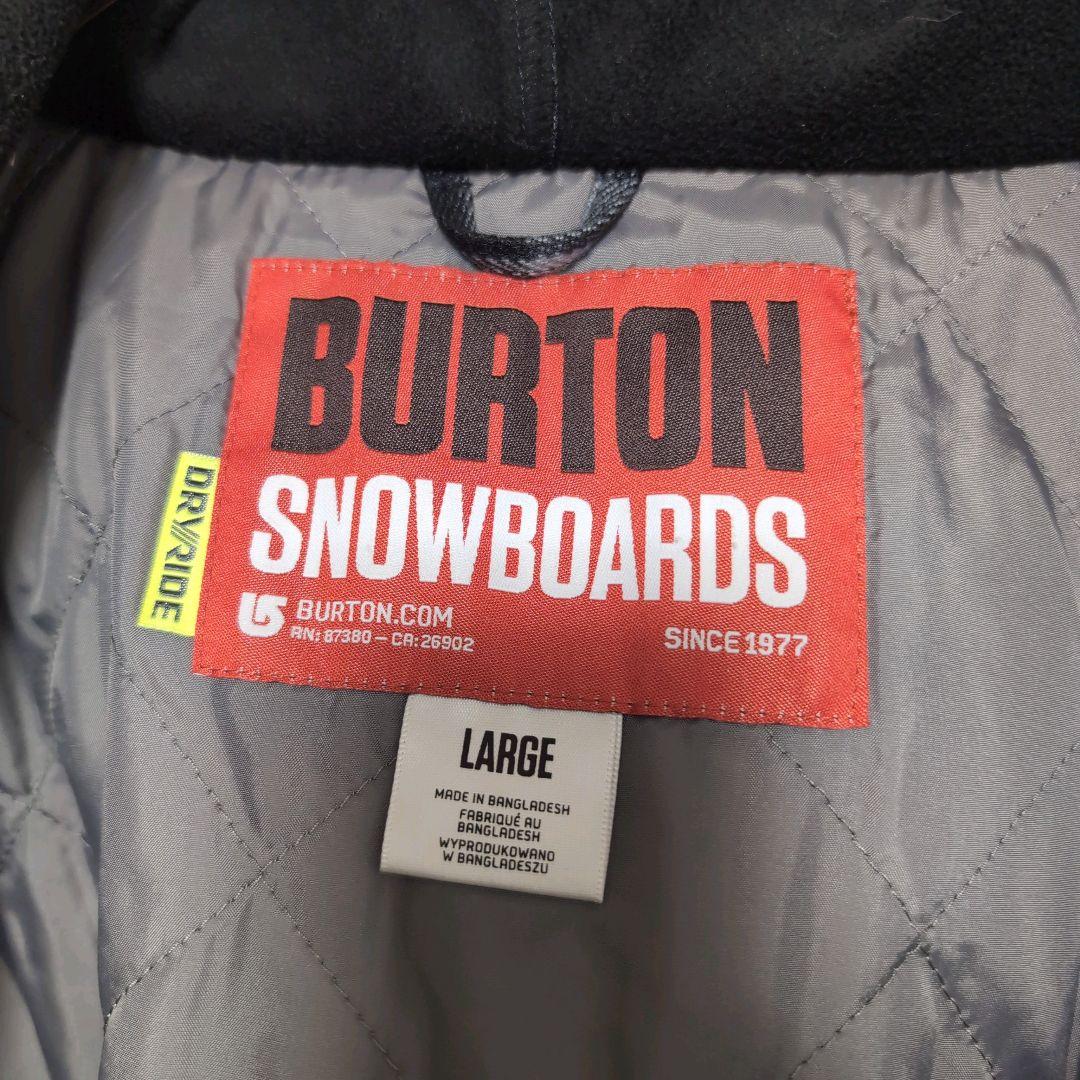 BURTON
SNOWBOARDS
BURTON.COM
RN: 87380 – CA: 26902
SINCE 1977
DRY//RIDE
LARGE
MADE IN BANGLADESH
FABRIQUÉ AU
BANGLADESH
WYPRODUKOWANO
W BANGLADESZU